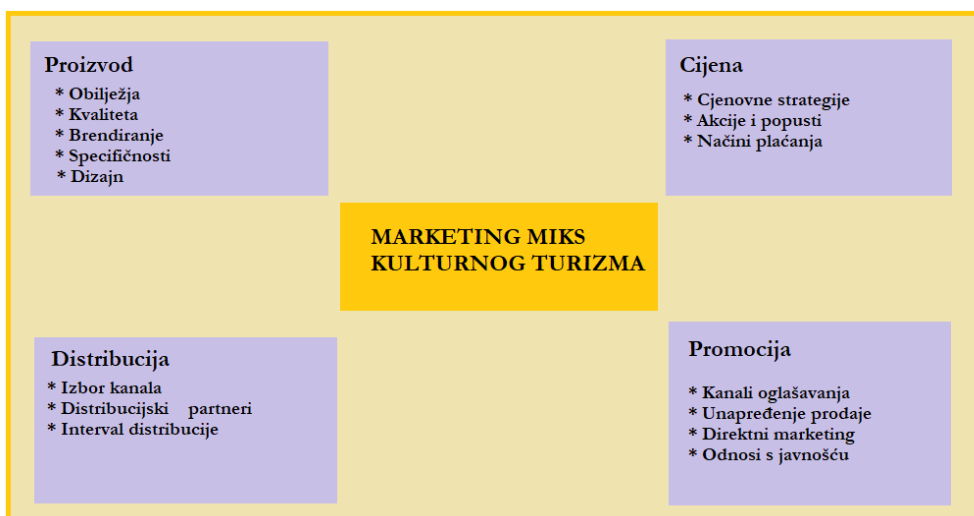 Proizvod
* Obilježja
* Kvaliteta
* Brendiranje
* Specifičnosti
* Dizajn
Cijena
* Cjenovne strategije
* Akcije i popusti
* Načini plaćanja
MARKETING MIKS
KULTURNOG TURIZMA
Distribucija
* Izbor kanala
* Distribucijski partneri
* Interval distribucije
Promocija
* Kanali oglašavanja
* Unapređenje prodaje
* Direktni marketing
* Odnosi s javnošću